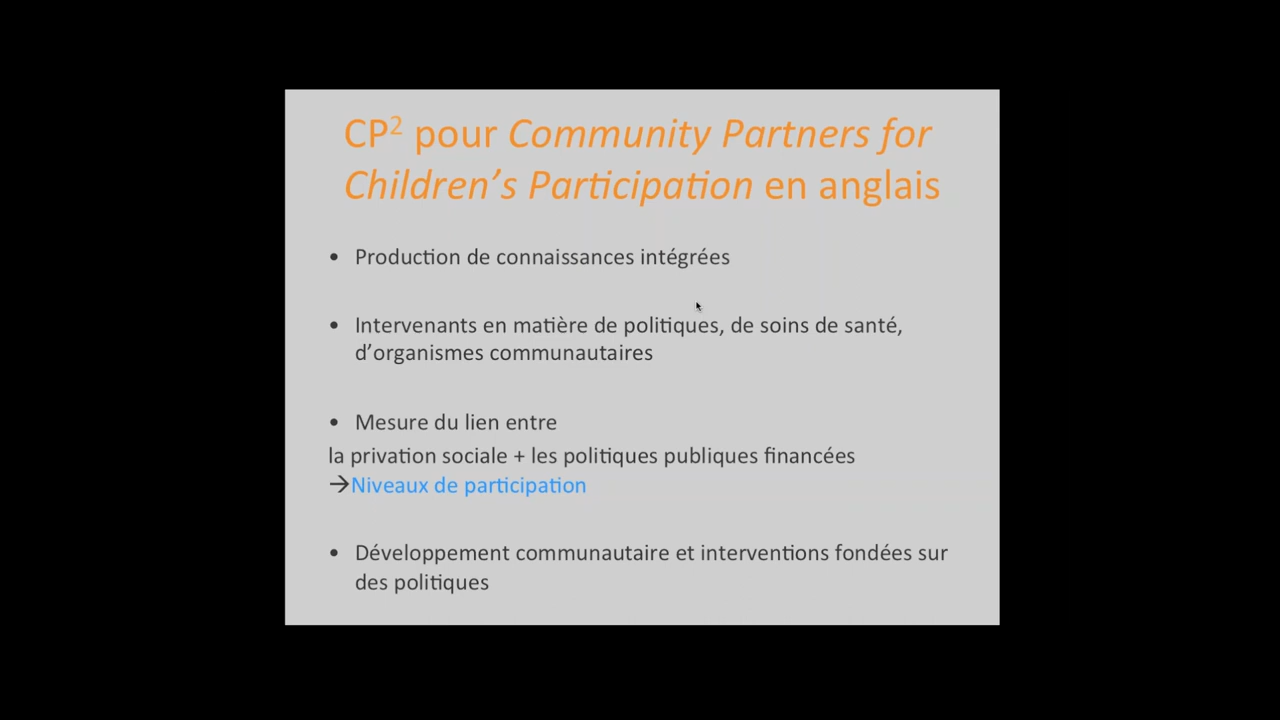 CP² pour Community Partners for
Children’s Participation en anglais
• Production de connaissances intégrées
• Intervenants en matière de politiques, de soins de santé,
d’organismes communautaires
• Mesure du lien entre
la privation sociale + les politiques publiques financées
→Niveaux de participation
• Développement communautaire et interventions fondées sur
des politiques